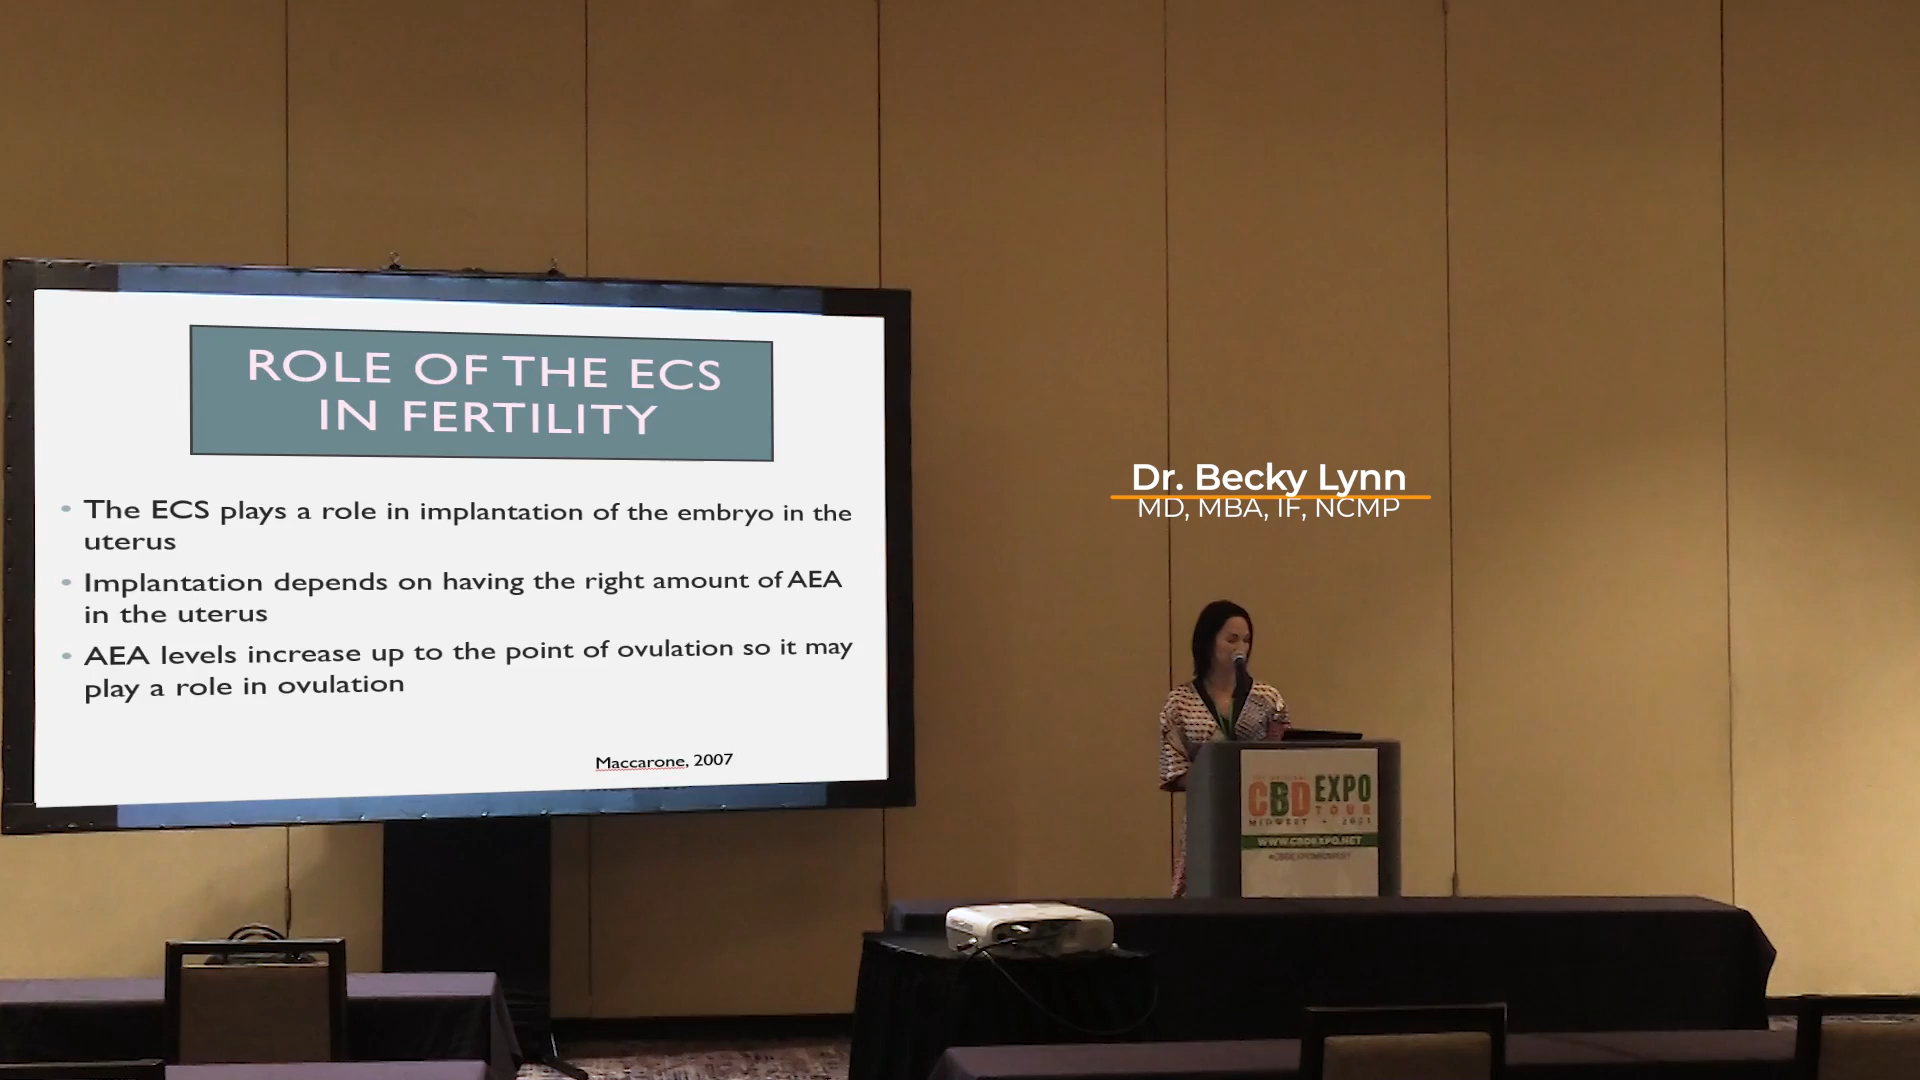 ROLE OF THE ECS
IN FERTILITY
The ECS plays a role in implantation of the embryo in the
uterus
Implantation depends on having the right amount of AEA
in the uterus
AEA levels increase up to the point of ovulation so it may
play a role in ovulation
Maccarone, 2007
Dr. Becky Lynn
MD, MBA, IF, NCMP
CBD EXPO
TOUR
MIDWEST - 2021
WWW.CBDEXPO.NET